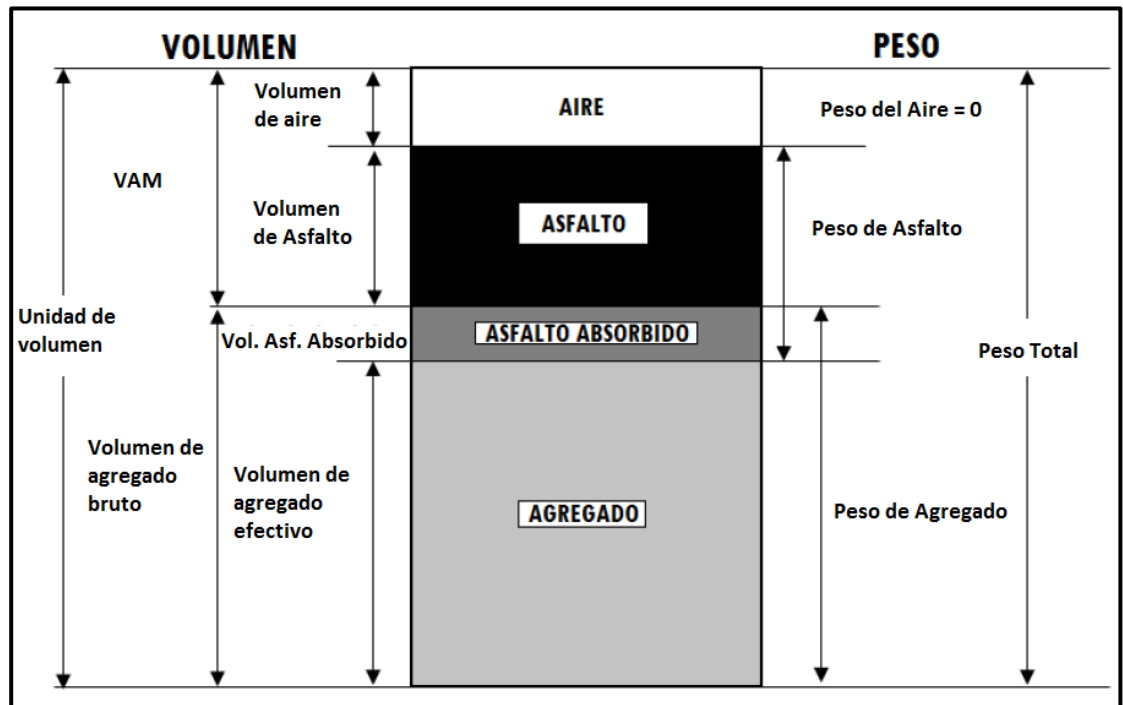 VOLUMEN
PESO
Volumen
de aire
AIRE
Peso del Aire = 0
VAM
Volumen
de Asfalto
ASFALTO
Peso de Asfalto
Unidad de
volumen
Vol. Asf. Absorbido
ASFALTO ABSORBIDO
Peso Total
Volumen de
agregado
bruto
Volumen de
agregado
efectivo
AGREGADO
Peso de Agregado